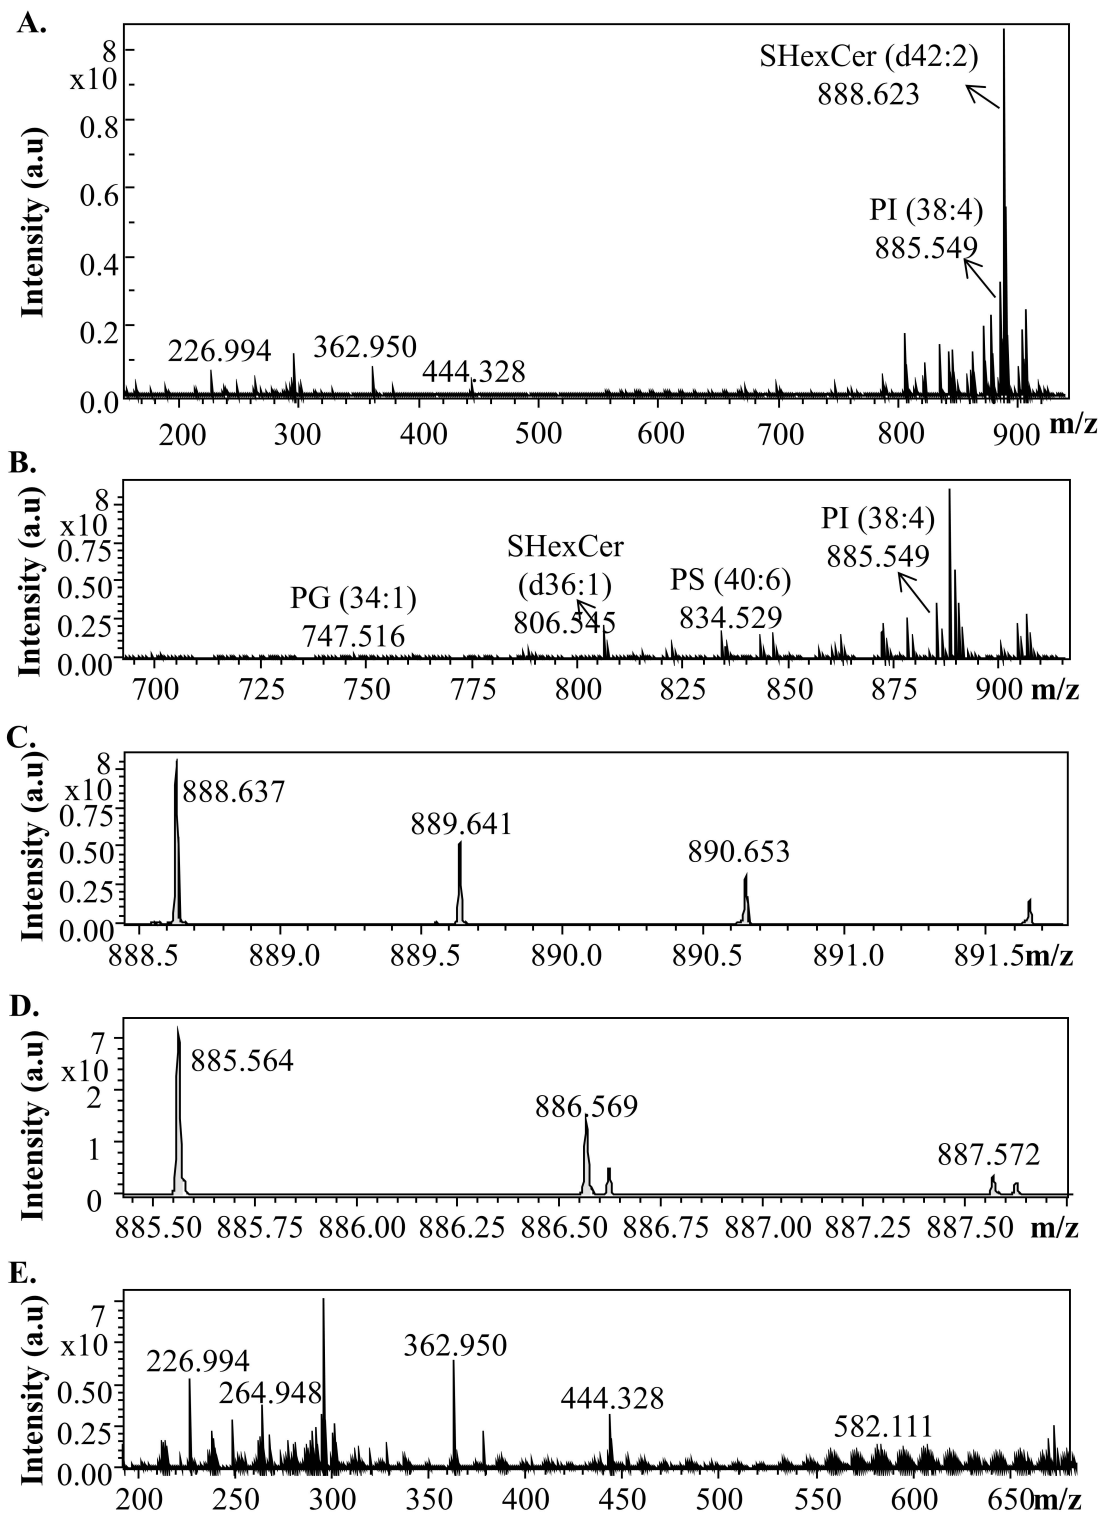 A.
Intensity (a.u)
8
x10
0.8
0.6
0.4
0.2
0.0
SHexCer (d42:2)
888.623
PI (38:4)
885.549
226.994
362.950
444.328
200 300 400 500 600 700 800 900 m/z
B.
Intensity (a.u)
8
x10
0.75
0.50
0.25
0.00
PG (34:1)
747.516
SHexCer
(d36:1)
806.545
PS (40:6)
834.529
PI (38:4)
885.549
700 725 750 775 800 825 850 875 900 m/z
C.
Intensity (a.u)
8
x10
0.75
0.50
0.25
0.00
888.637
889.641
890.653
888.5 889.0 889.5 890.0 890.5 891.0 891.5 m/z
D.
Intensity (a.u)
7
x10
2
1
0
885.564
886.569
887.572
885.50 885.75 886.00 886.25 886.50 886.75 887.00 887.25 887.50 m/z
E.
Intensity (a.u)
7
x10
0.50
0.25
0.00
226.994
264.948
362.950
444.328
582.111
200 250 300 350 400 450 500 550 600 650 m/z